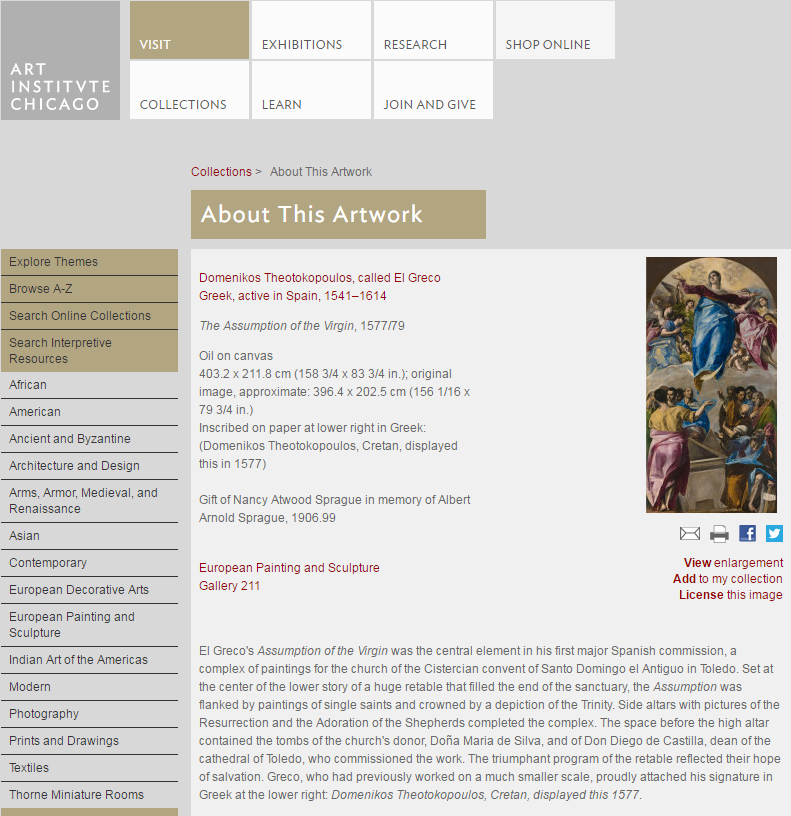 ART
INSTITVTE
CHICAGO
VISIT
EXHIBITIONS
RESEARCH
SHOP ONLINE
COLLECTIONS
LEARN
JOIN AND GIVE
Collections > About This Artwork
About This Artwork
Explore Themes
Browse A-Z
Search Online Collections
Search Interpretive
Resources
African
American
Ancient and Byzantine
Architecture and Design
Arms, Armor, Medieval, and
Renaissance
Asian
Contemporary
European Decorative Arts
European Painting and
Sculpture
Indian Art of the Americas
Modern
Photography
Prints and Drawings
Textiles
Thorne Miniature Rooms
Domenikos Theotokopoulos, called El Greco
Greek, active in Spain, 1541–1614
The Assumption of the Virgin, 1577/79
Oil on canvas
403.2 x 211.8 cm (158 3/4 x 83 3/4 in.); original
image, approximate: 396.4 x 202.5 cm (156 1/16 x
79 3/4 in.)
Inscribed on paper at lower right in Greek:
(Domenikos Theotokopoulos, Cretan, displayed
this in 1577)
Gift of Nancy Atwood Sprague in memory of Albert
Arnold Sprague, 1906.99
European Painting and Sculpture
Gallery 211
View enlargement
Add to my collection
License this image
El Greco's Assumption of the Virgin was the central element in his first major Spanish commission, a
complex of paintings for the church of the Cistercian convent of Santo Domingo el Antiguo in Toledo. Set at
the center of the lower story of a huge retable that filled the end of the sanctuary, the Assumption was
flanked by paintings of single saints and crowned by a depiction of the Trinity. Side altars with pictures of the
Resurrection and the Adoration of the Shepherds completed the complex. The space before the high altar
contained the tombs of the church's donor, Doña Maria de Silva, and of Don Diego de Castilla, dean of the
cathedral of Toledo, who commissioned the work. The triumphant program of the retable reflected their hope
of salvation. Greco, who had previously worked on a much smaller scale, proudly attached his signature in
Greek at the lower right: Domenikos Theotokopoulos, Cretan, displayed this 1577.